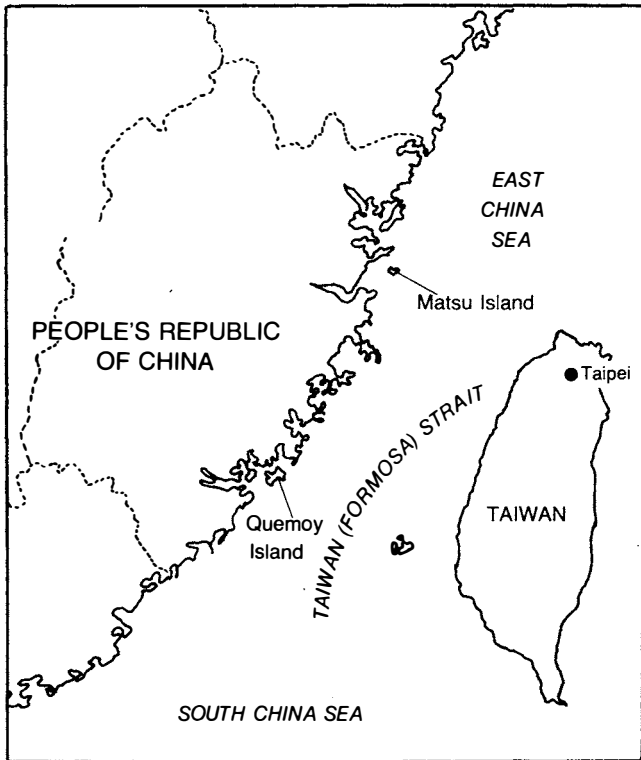 EAST
CHINA
SEA
Matsu Island
PEOPLE'S REPUBLIC
OF CHINA
Taipei
TAIWAN (FORMOSA) STRAIT
Quemoy
Island
TAIWAN
SOUTH CHINA SEA